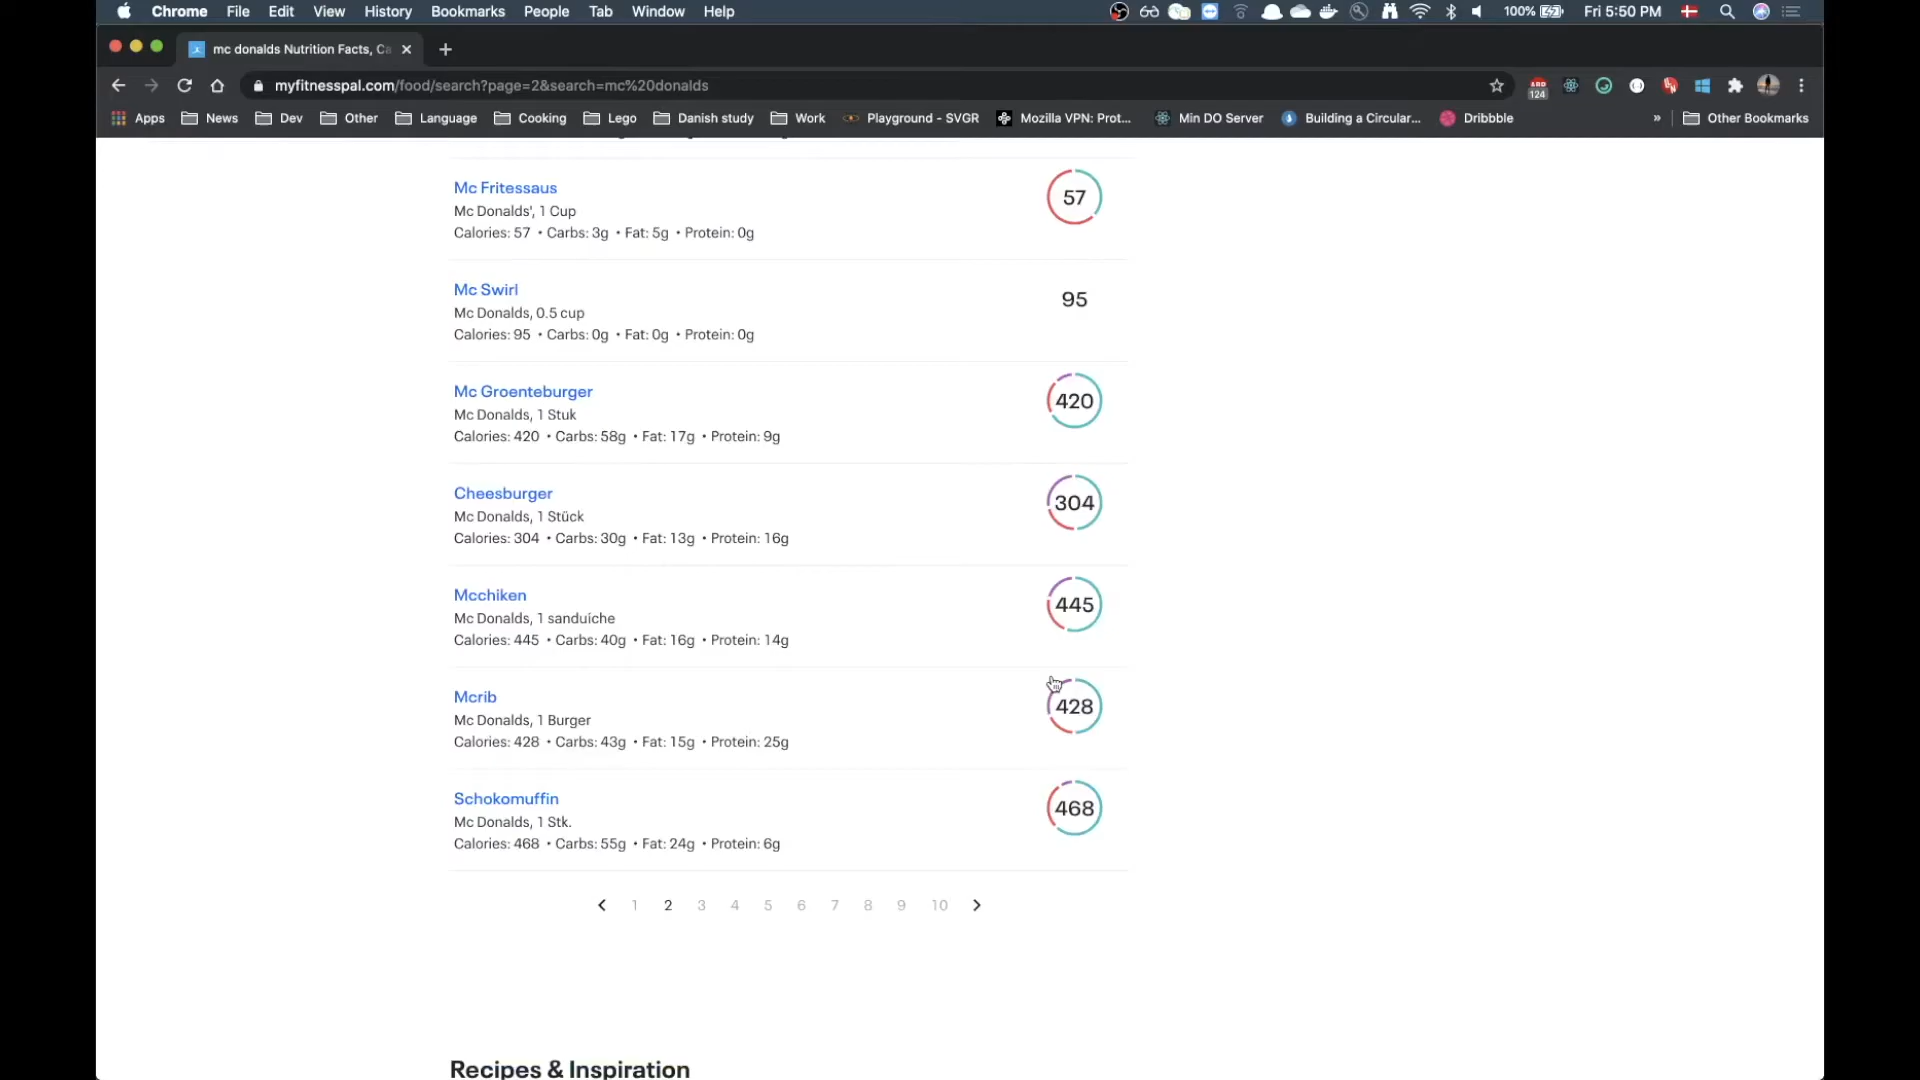 Chrome File Edit View History Bookmarks People Tab Window Help 100% Fri 5:50 PM
mc donalds Nutrition Facts, Ca
myfitnesspal.com/food/search?page=2&search=mc%20donalds
ABD
124
Apps News Dev Other Language Cooking Lego Danish study Work Playground - SVGR Mozilla VPN: Prot... Min DO Server Building a Circular... Dribbble » Other Bookmarks
Mc Fritessaus
57
Mc Donalds', 1 Cup
Calories: 57 • Carbs: 3g • Fat: 5g • Protein: 0g
Mc Swirl
95
Mc Donalds, 0.5 cup
Calories: 95 • Carbs: 0g • Fat: 0g • Protein: 0g
Mc Groenteburger
420
Mc Donalds, 1 Stuk
Calories: 420 • Carbs: 58g • Fat: 17g • Protein: 9g
Cheesburger
304
Mc Donalds, 1 Stück
Calories: 304 • Carbs: 30g • Fat: 13g • Protein: 16g
Mcchiken
445
Mc Donalds, 1 sanduíche
Calories: 445 • Carbs: 40g • Fat: 16g • Protein: 14g
Mcrib
428
Mc Donalds, 1 Burger
Calories: 428 • Carbs: 43g • Fat: 15g • Protein: 25g
Schokomuffin
468
Mc Donalds, 1 Stk.
Calories: 468 • Carbs: 55g • Fat: 24g • Protein: 6g
1 2 3 4 5 6 7 8 9 10
Recipes & Inspiration